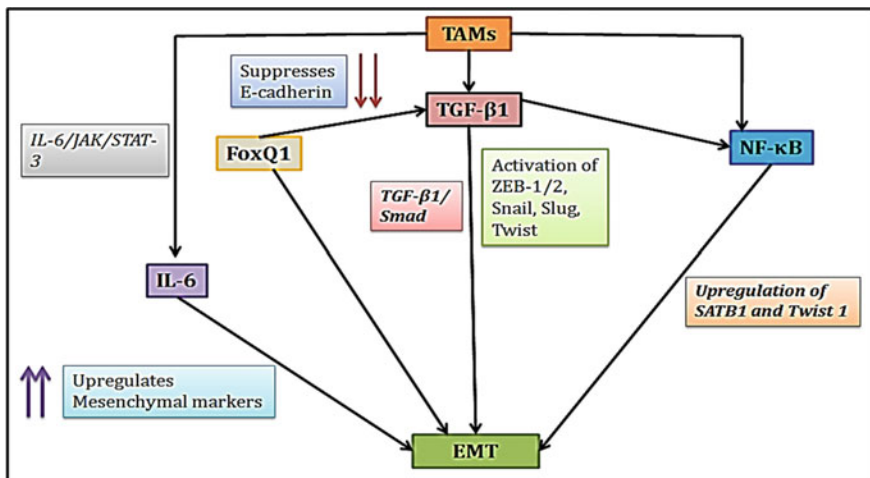 TAMs
Suppresses
E-cadherin
TGF-β1
IL-6/JAK/STAT-
3
FoxQ1
NF-κB
TGF-β1/
Smad
Activation of
ZEB-1/2,
Snail, Slug,
Twist
IL-6
Upregulation of
SATB1 and Twist 1
Upregulates
Mesenchymal markers
EMT